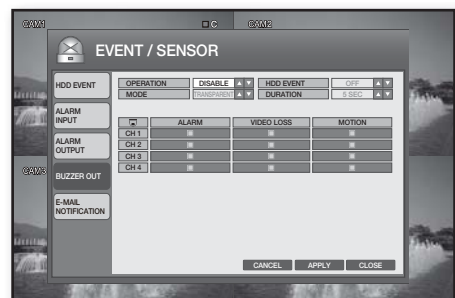 CAM1 C CAM2
EVENT / SENSOR
HDD EVENT
ALARM INPUT
ALARM OUTPUT
BUZZER OUT
E-MAIL NOTIFICATION
OPERATION DISABLE HDD EVENT OFF
MODE TRANSPARENT DURATION 5 SEC
ALARM VIDEO LOSS MOTION
CH 1
CH 2
CH 3
CH 4
CAM3
CANCEL APPLY CLOSE